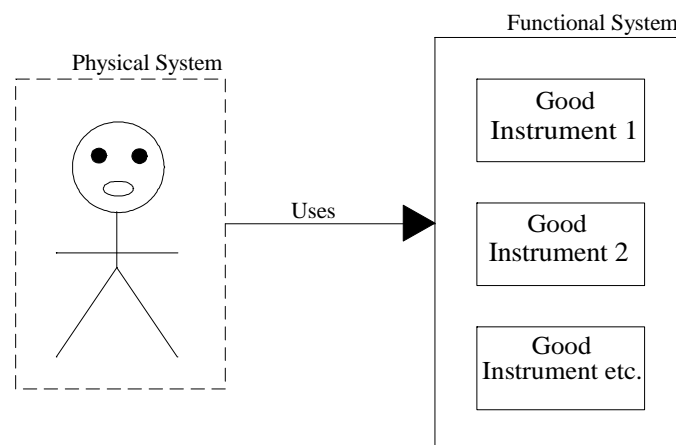 Functional System
Physical System
Good
Instrument 1
Uses
Good
Instrument 2
Good
Instrument etc.